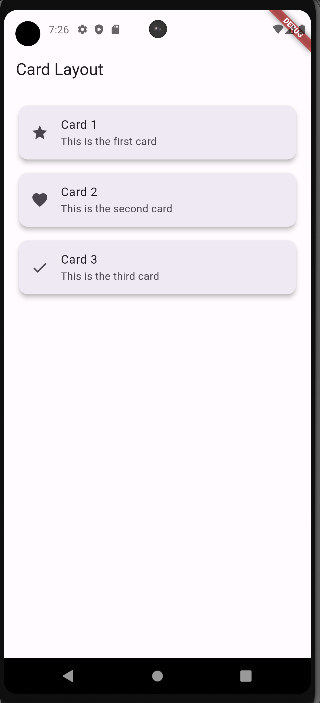 7:26
DEBUG
Card Layout
Card 1
This is the first card
Card 2
This is the second card
Card 3
This is the third card